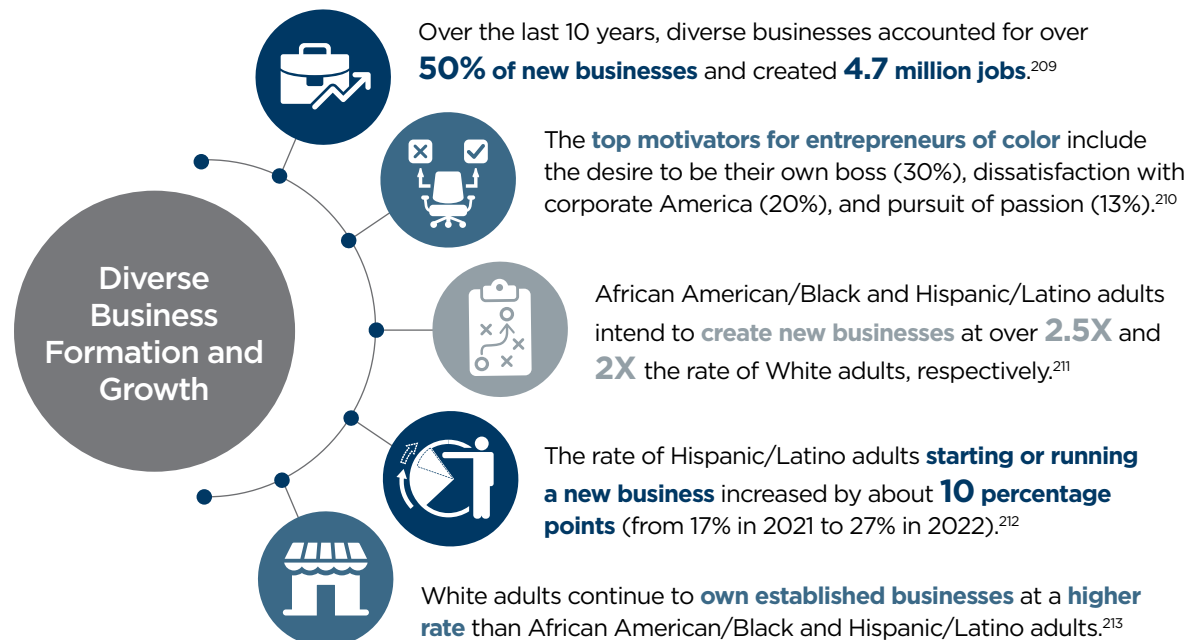 Over the last 10 years, diverse businesses accounted for over
50% of new businesses and created 4.7 million jobs.209
The top motivators for entrepreneurs of color include
the desire to be their own boss (30%), dissatisfaction with
corporate America (20%), and pursuit of passion (13%).210
Diverse
Business
Formation and
Growth
African American/Black and Hispanic/Latino adults
intend to create new businesses at over 2.5X and
2X the rate of White adults, respectively.211
The rate of Hispanic/Latino adults starting or running
a new business increased by about 10 percentage
points (from 17% in 2021 to 27% in 2022).212
White adults continue to own established businesses at a higher
rate than African American/Black and Hispanic/Latino adults.213